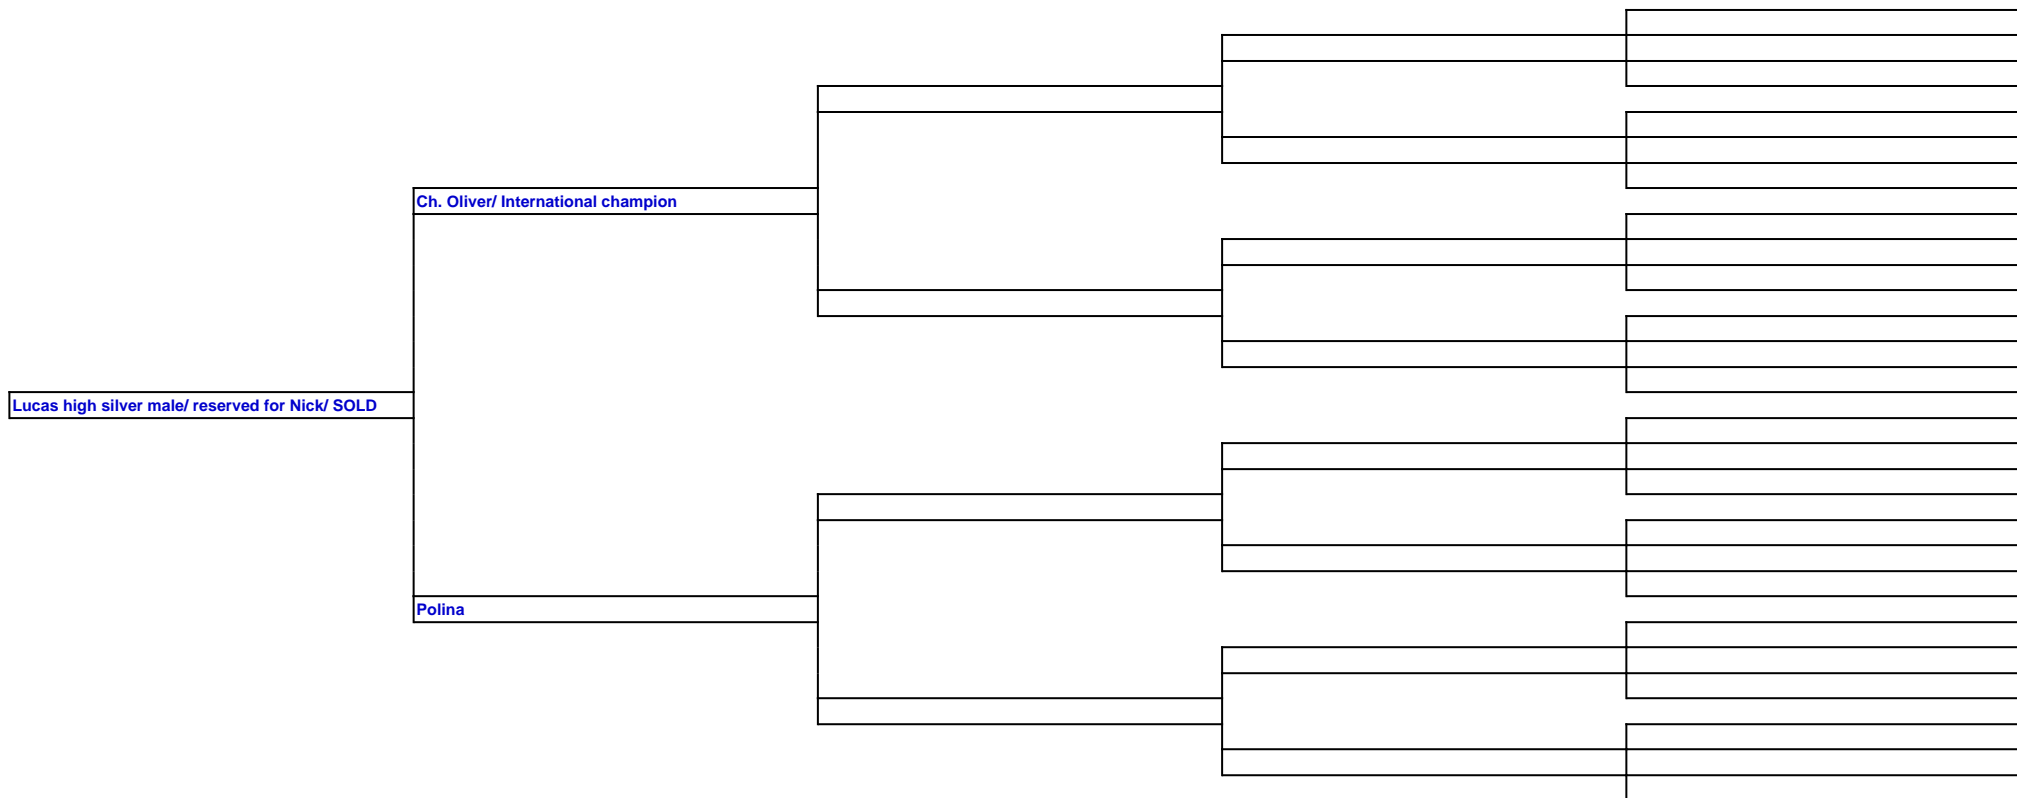 Ch. Oliver/ International champion
Lucas high silver male/ reserved for Nick/ SOLD
Polina